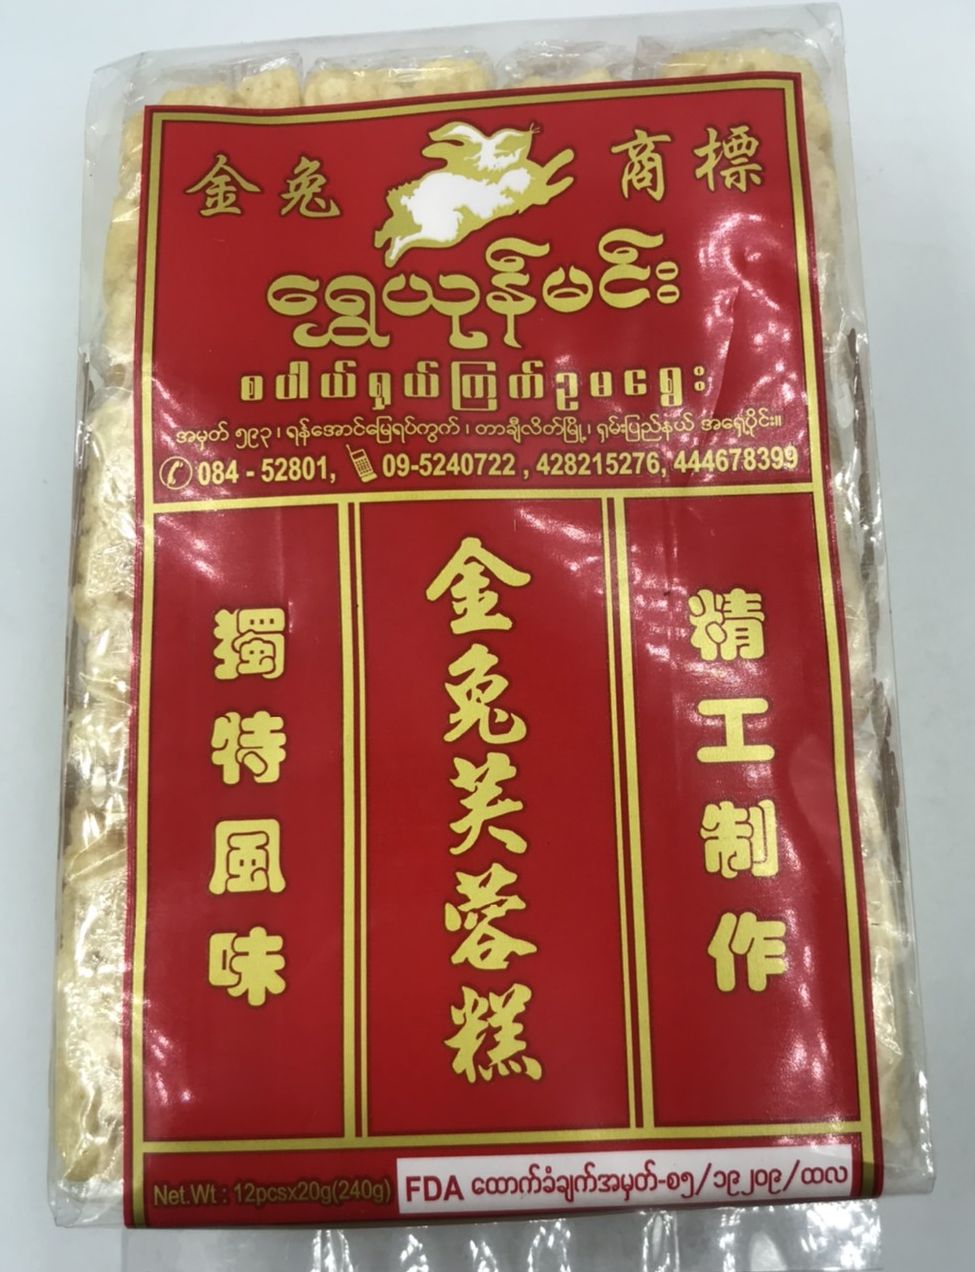 金兔 商標
ရွှေယုန်မင်း
စပါယ်ရှယ်ကြက်ဥမရွေး
အမှတ် ၅၉၃ ၊ ရန်အောင်မြေရပ်ကွက် ၊ တာချီလိတ်မြို့ ၊ ရှမ်းပြည်နယ် အရှေ့ပိုင်း။
084 - 52801, 09-5240722 , 428215276, 444678399
獨特風味
金兔芙蓉糕
精工制作
Net.Wt : 12pcsx20g(240g)
FDA ထောက်ခံချက်အမှတ်-စ၅/၁၉၂၀၉/ထလ